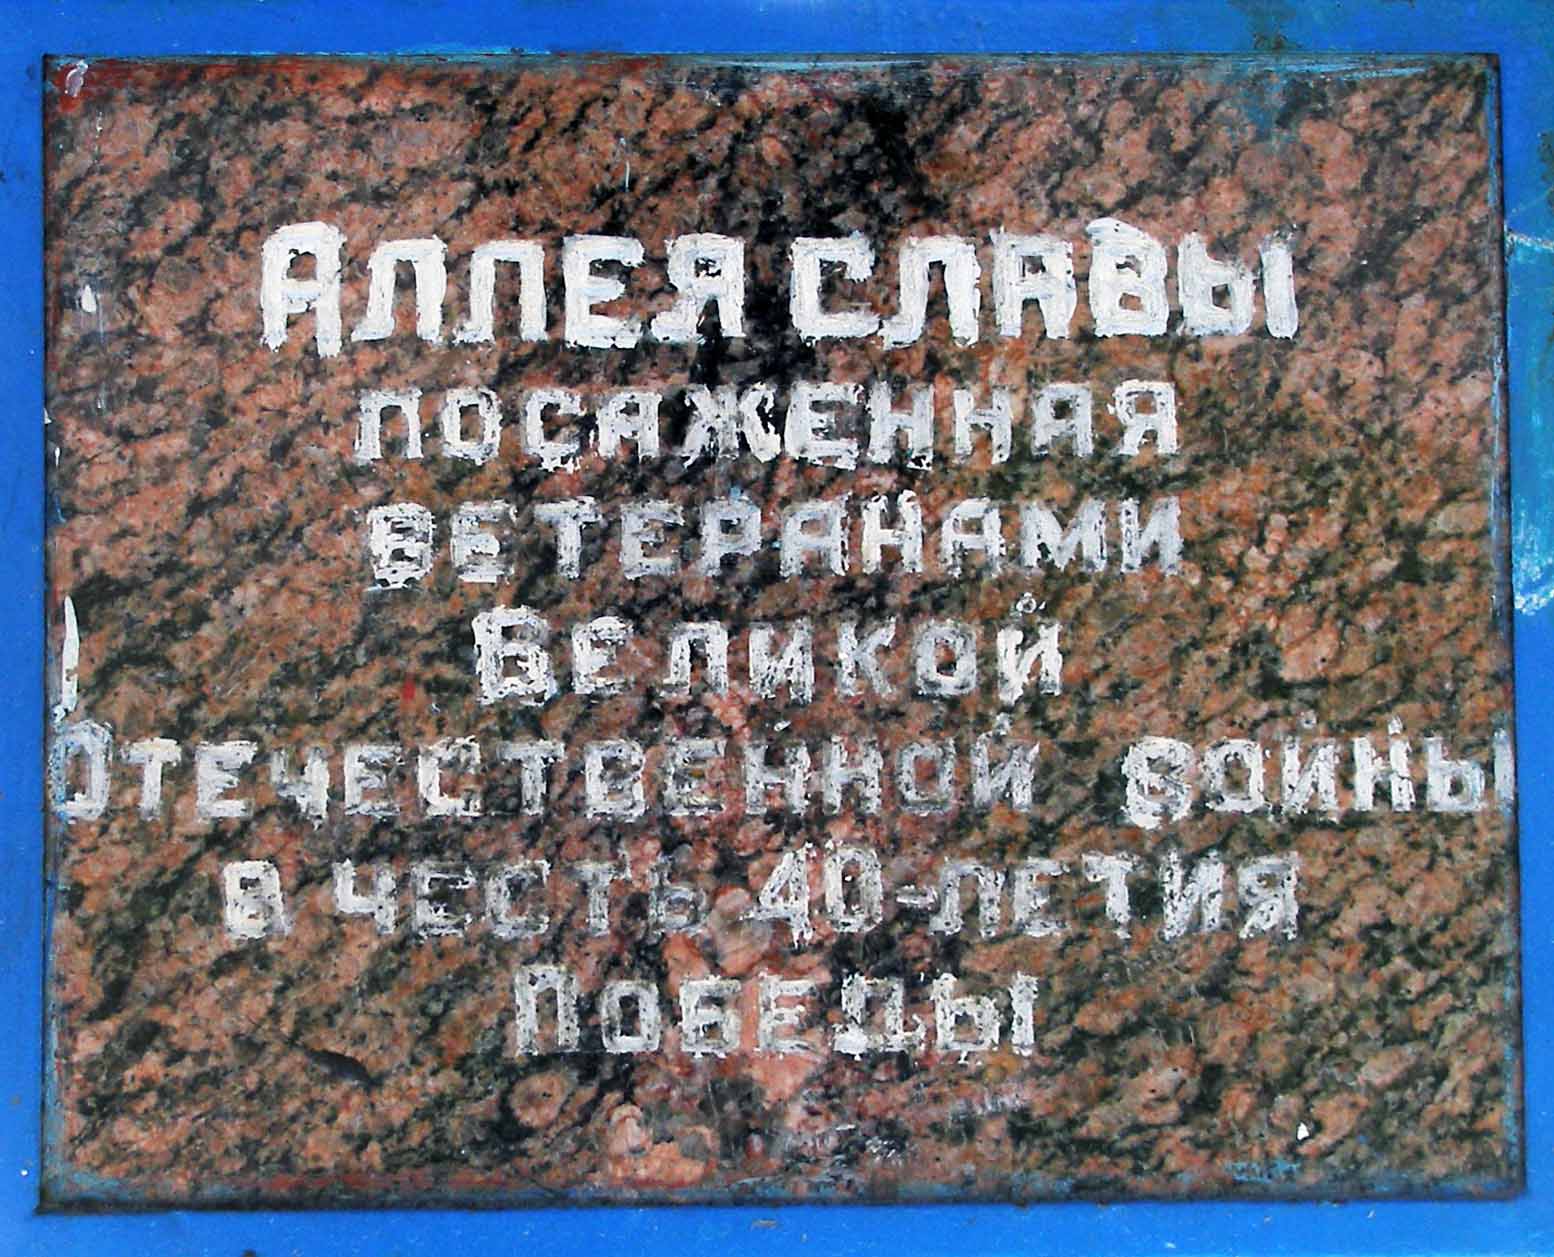 Аллея славы
посаженная
ветеранами
Великой
Отечественной войны
в честь 40-летия
Победы